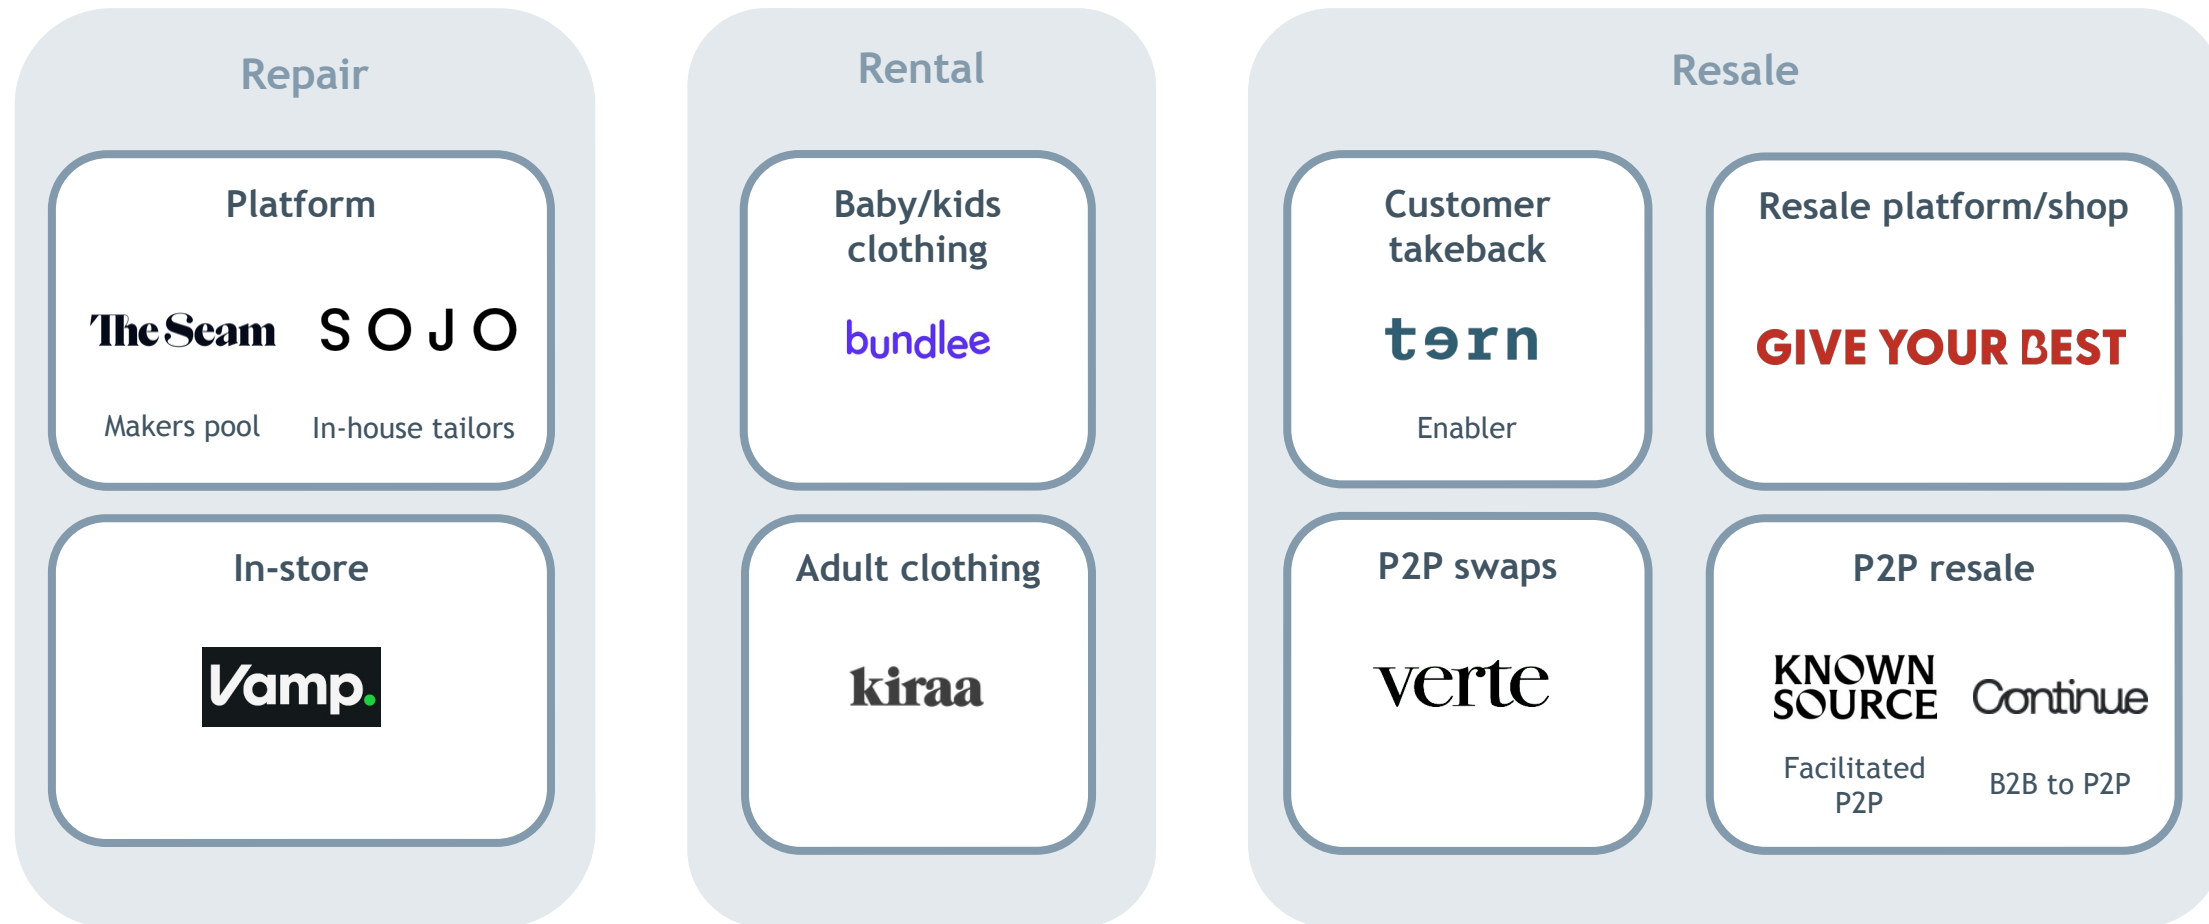 Repair
Platform
The Seam
SOJO
Makers pool
In-house tailors
In-store
Vamp.
Rental
Baby/kids
clothing
bundlee
Adult clothing
kiraa
Resale
Customer
takeback
tern
Enabler
Resale platform/shop
GIVE YOUR BEST
P2P swaps
verte
P2P resale
KNOWN
SOURCE
Continue
Facilitated
P2P
B2B to P2P